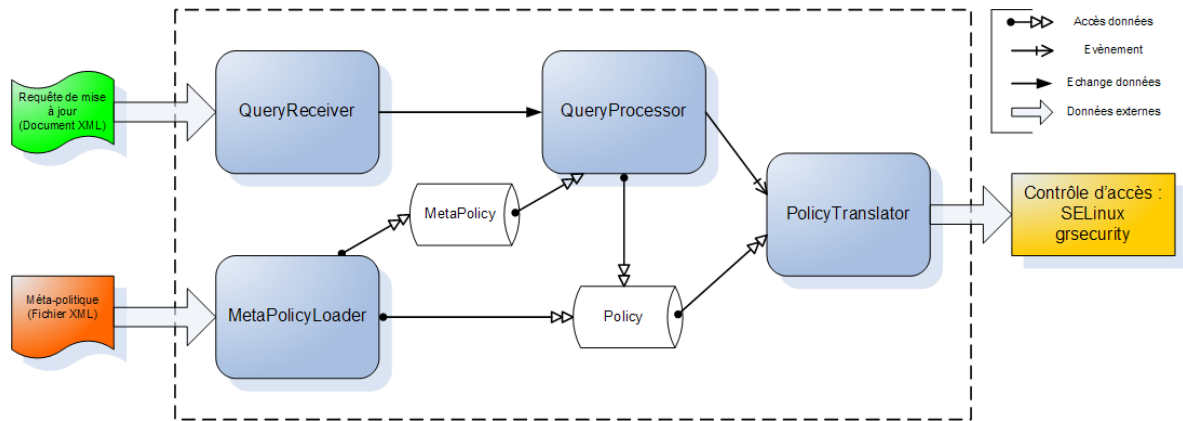 Requête de mise
à jour
(Document XML)
QueryReceiver
QueryProcessor
Accès données
Evènement
Echange données
Données externes
MetaPolicy
PolicyTranslator
Contrôle d'accès :
SELinux
grsecurity
Méta-politique
(Fichier XML)
MetaPolicyLoader
Policy